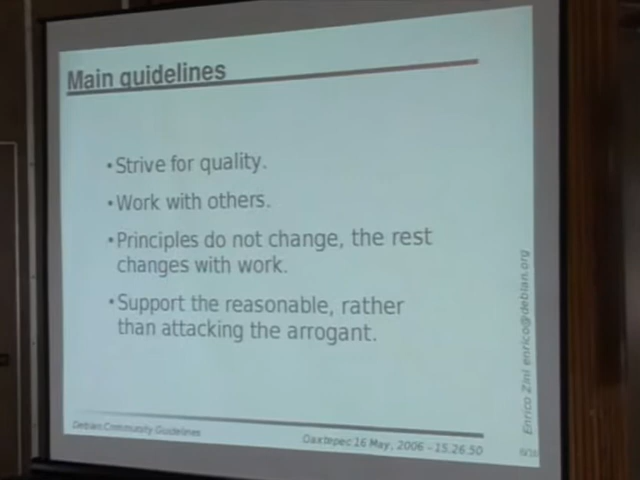 Main guidelines
•Strive for quality.
•Work with others.
•Principles do not change, the rest
changes with work.
•Support the reasonable, rather
than attacking the arrogant.
Debian Community Guidelines
Oaxtepec 16 May, 2006 - 15.26.50
Enrico Zini enrico@debian.org